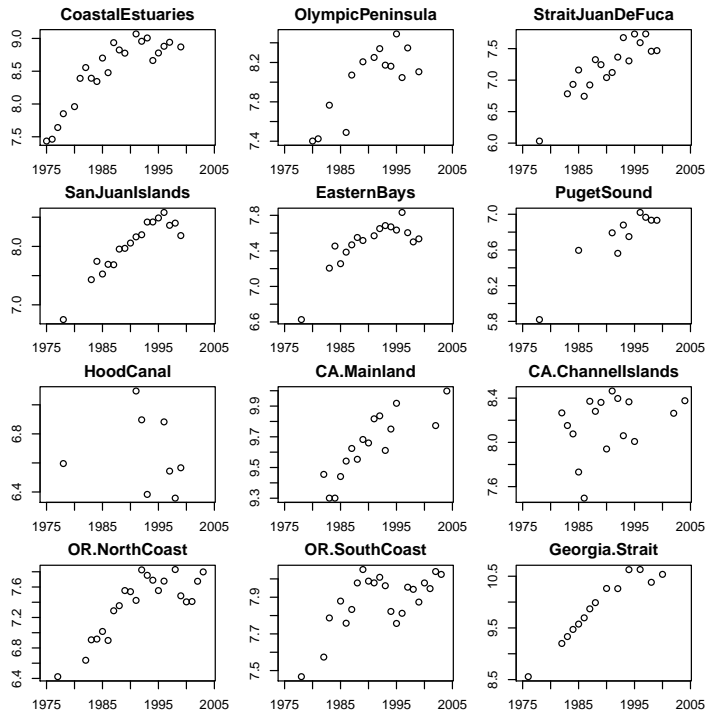 CoastalEstuaries OlympicPeninsula StraitJuanDeFuca
7.5 8.0 8.5 9.0 7.4 7.8 8.2 6.0 6.5 7.0 7.5
1975 1985 1995 2005 1975 1985 1995 2005 1975 1985 1995 2005
SanJuanIslands EasternBays PugetSound
7.0 8.0 6.6 7.0 7.4 7.8 5.8 6.2 6.6 7.0
1975 1985 1995 2005 1975 1985 1995 2005 1975 1985 1995 2005
HoodCanal CA.Mainland CA.ChannelIslands
6.4 6.8 9.3 9.5 9.7 9.9 7.6 8.0 8.4
1975 1985 1995 2005 1975 1985 1995 2005 1975 1985 1995 2005
OR.NorthCoast OR.SouthCoast Georgia.Strait
6.4 6.8 7.2 7.6 7.5 7.7 7.9 8.5 9.5 10.5
1975 1985 1995 2005 1975 1985 1995 2005 1975 1985 1995 2005